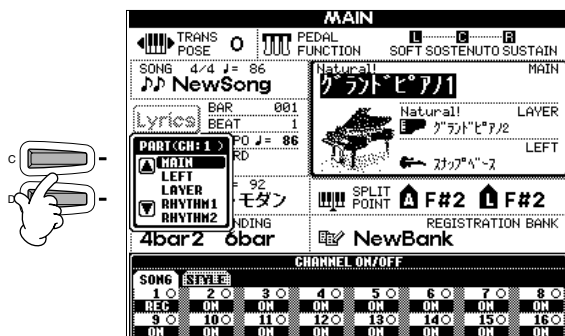 MAIN
TRANSPOSE 0
PEDAL FUNCTION
L C R
SOFT SOSTENUTO SUSTAIN
SONG 4/4 ♩= 86
NewSong
Natural! MAIN
グランドピアノ1
BAR 001
Lyrics BEAT 1
Natural! LAYER
グランドピアノ2
PO ♩= 86
PART(CH:1)
RD
LEFT
C
MAIN
LEFT
LAYER
RHYTHM1
RHYTHM2
= 92
モダン
SPLIT POINT A F#2 L F#2
NDING
4bar2 6bar
REGISTRATION BANK
NewBank
CHANNEL ON/OFF
SONG STYLE
1 2 3 4 5 6 7 8
REC ON ON ON ON ON ON ON
9 10 11 12 13 14 15 16
ON ON ON ON ON ON ON ON